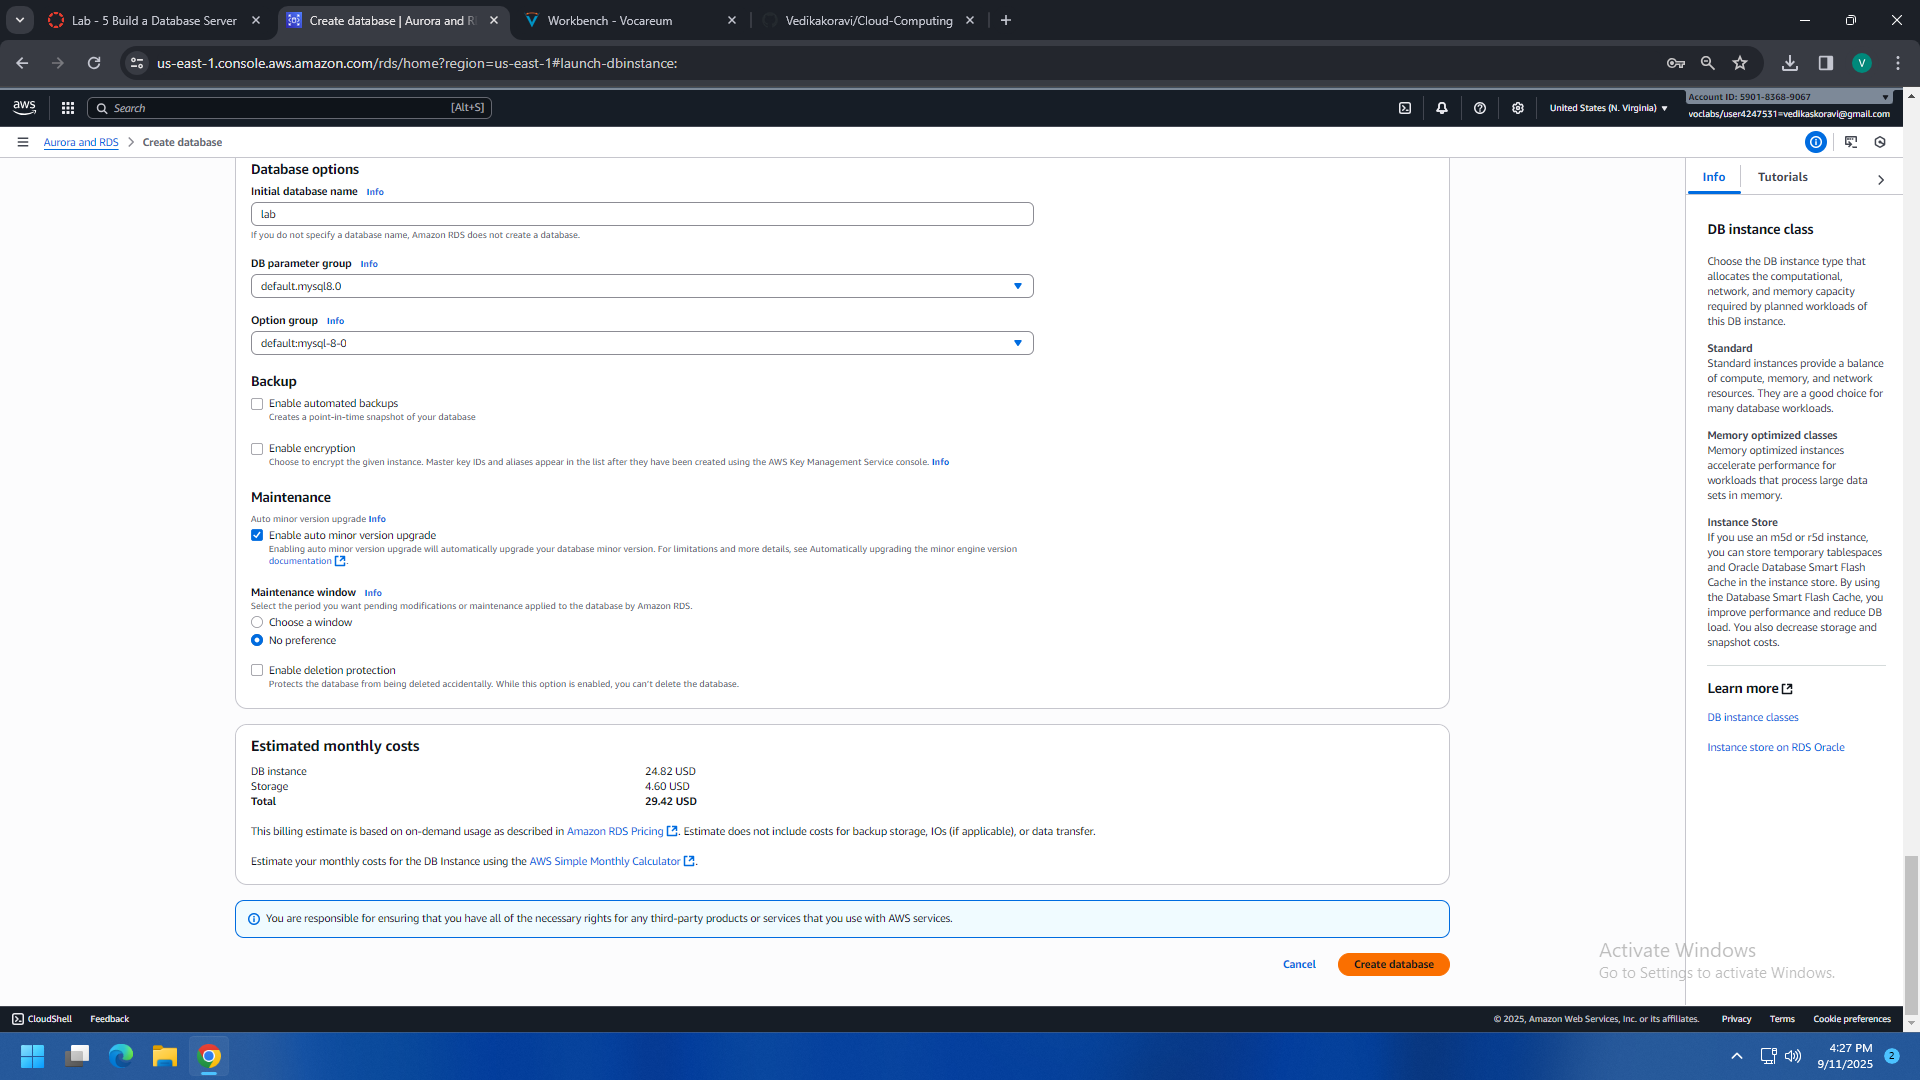 Lab - 5 Build a Database Server
Create database | Aurora and R
Workbench - Vocareum
Vedikakoravi/Cloud-Computing
us-east-1.console.aws.amazon.com/rds/home?region=us-east-1#launch-dbinstance:
V
aws
Search
[Alt+S]
United States (N. Virginia)
Account ID: 5901-8368-9067
voclabs/user4247531=vedikaskoravi@gmail.com
Aurora and RDS > Create database
Database options
Initial database name Info
lab
If you do not specify a database name, Amazon RDS does not create a database.
DB parameter group Info
default.mysql8.0
Option group Info
default:mysql-8-0
Backup
Enable automated backups
Creates a point-in-time snapshot of your database
Enable encryption
Choose to encrypt the given instance. Master key IDs and aliases appear in the list after they have been created using the AWS Key Management Service console. Info
Maintenance
Auto minor version upgrade Info
Enable auto minor version upgrade
Enabling auto minor version upgrade will automatically upgrade your database minor version. For limitations and more details, see Automatically upgrading the minor engine version
documentation.
Maintenance window Info
Select the period you want pending modifications or maintenance applied to the database by Amazon RDS.
Choose a window
No preference
Enable deletion protection
Protects the database from being deleted accidentally. While this option is enabled, you can't delete the database.
Estimated monthly costs
DB instance 24.82 USD
Storage 4.60 USD
Total 29.42 USD
This billing estimate is based on on-demand usage as described in Amazon RDS Pricing. Estimate does not include costs for backup storage, IOs (if applicable), or data transfer.
Estimate your monthly costs for the DB Instance using the AWS Simple Monthly Calculator.
You are responsible for ensuring that you have all of the necessary rights for any third-party products or services that you use with AWS services.
Cancel
Create database
Info
Tutorials
DB instance class
Choose the DB instance type that
allocates the computational,
network, and memory capacity
required by planned workloads of
this DB instance.
Standard
Standard instances provide a balance
of compute, memory, and network
resources. They are a good choice for
many database workloads.
Memory optimized classes
Memory optimized instances
accelerate performance for
workloads that process large data
sets in memory.
Instance Store
If you use an m5d or r5d instance,
you can store temporary tablespaces
and Oracle Database Smart Flash
Cache in the instance store. By using
the Database Smart Flash Cache, you
improve performance and reduce DB
load. You also decrease storage and
snapshot costs.
Learn more
DB instance classes
Instance store on RDS Oracle
Activate Windows
Go to Settings to activate Windows.
CloudShell
Feedback
© 2025, Amazon Web Services, Inc. or its affiliates.
Privacy
Terms
Cookie preferences
4:27 PM
9/11/2025
2